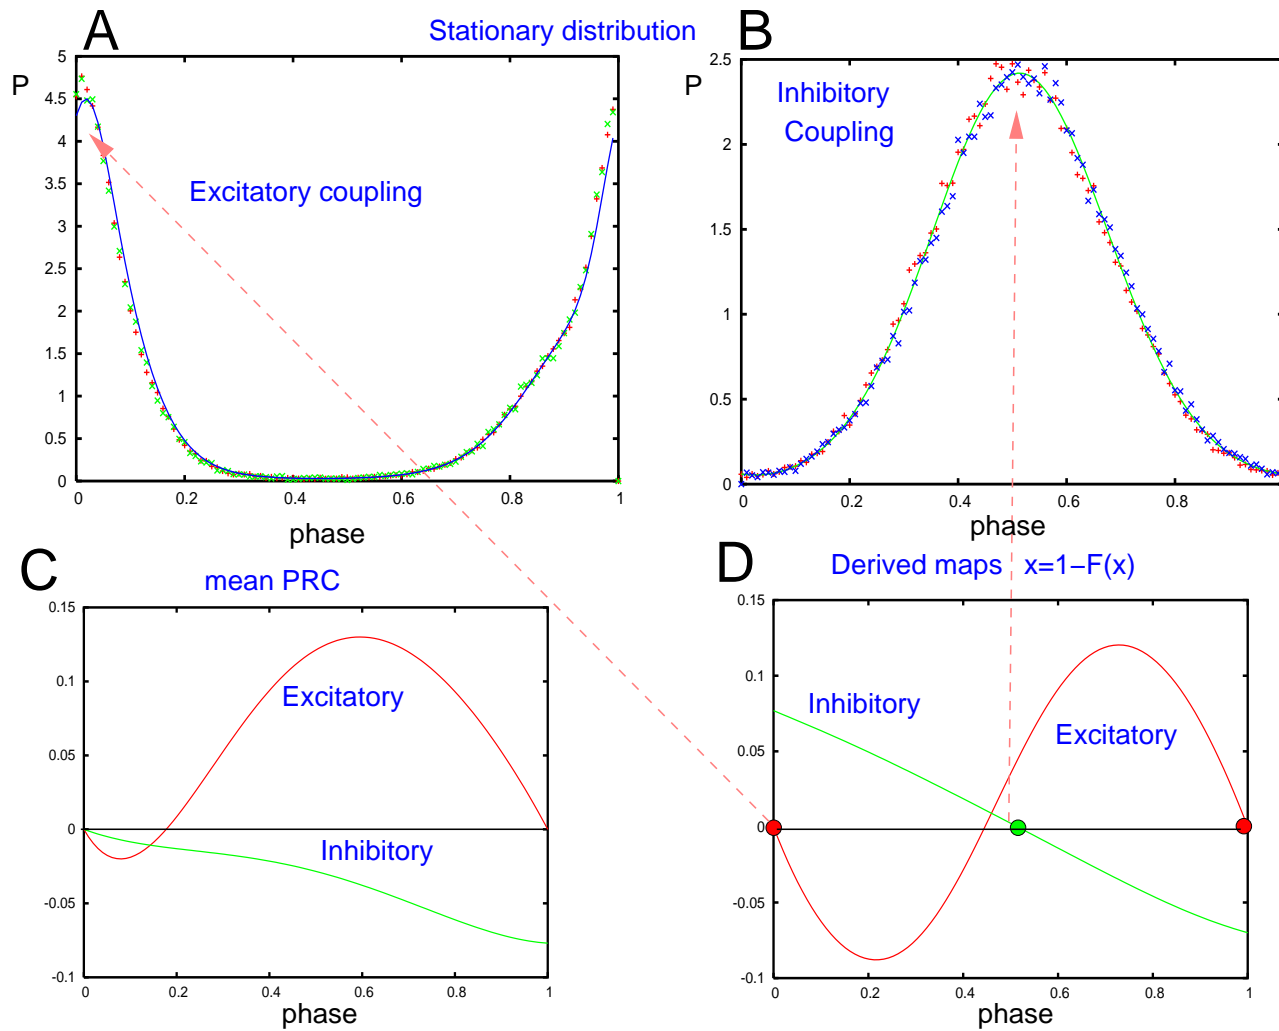 A
Stationary distribution
B
P
5
4.5
4
3.5
3
2.5
2
1.5
1
0.5
0
Excitatory coupling
0
0.2
0.4
0.6
0.8
1
phase
P
2.5
2
1.5
1
0.5
0
Inhibitory
Coupling
0.2
0.4
0.6
0.8
phase
C
mean PRC
0.15
0.1
0.05
0
-0.05
-0.1
Excitatory
Inhibitory
0
0.2
0.4
0.6
0.8
1
phase
D
Derived maps x=1−F(x)
0.15
0.1
0.05
0
-0.05
-0.1
Inhibitory
Excitatory
0
0.2
0.4
0.6
0.8
1
phase